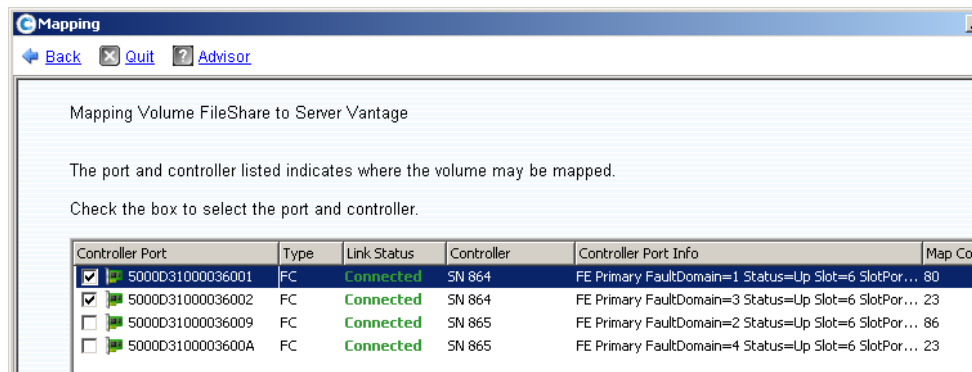 Mapping
Back Quit Advisor
Mapping Volume FileShare to Server Vantage
The port and controller listed indicates where the volume may be mapped.
Check the box to select the port and controller.
Controller Port Type Link Status Controller Controller Port Info Map Co
5000D31000036001 FC Connected SN 864 FE Primary FaultDomain=1 Status=Up Slot=6 SlotPor... 80
5000D31000036002 FC Connected SN 864 FE Primary FaultDomain=3 Status=Up Slot=6 SlotPor... 23
5000D31000036009 FC Connected SN 865 FE Primary FaultDomain=2 Status=Up Slot=6 SlotPor... 86
5000D3100003600A FC Connected SN 865 FE Primary FaultDomain=4 Status=Up Slot=6 SlotPor... 23